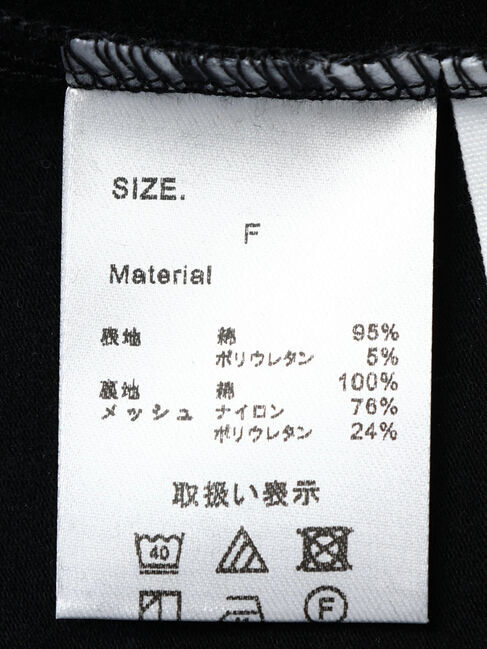 SIZE.
F
Material
表地 綿 95%
ポリウレタン 5%
裏地 綿 100%
メッシュ ナイロン 76%
ポリウレタン 24%
取扱い表示
40
F